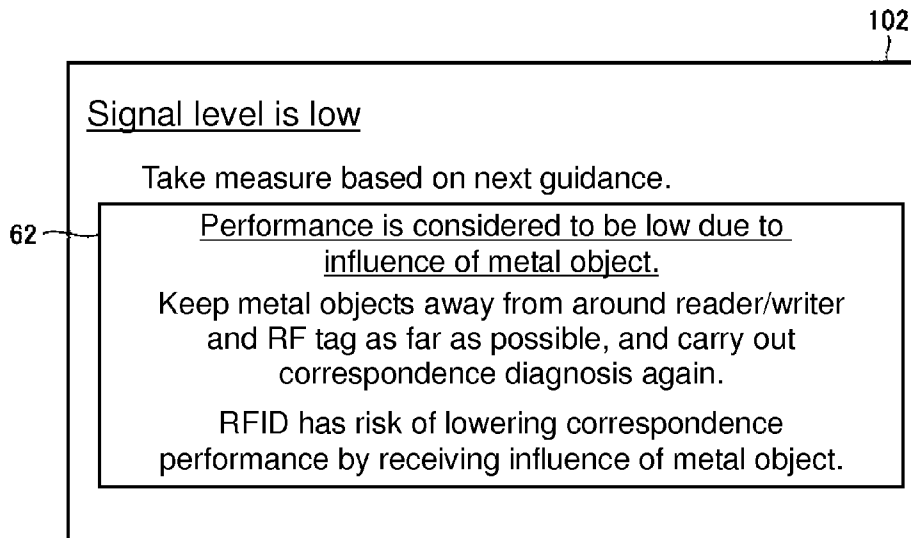 102
Signal level is low
Take measure based on next guidance.
62
Performance is considered to be low due to
influence of metal object.
Keep metal objects away from around reader/writer
and RF tag as far as possible, and carry out
correspondence diagnosis again.
RFID has risk of lowering correspondence
performance by receiving influence of metal object.